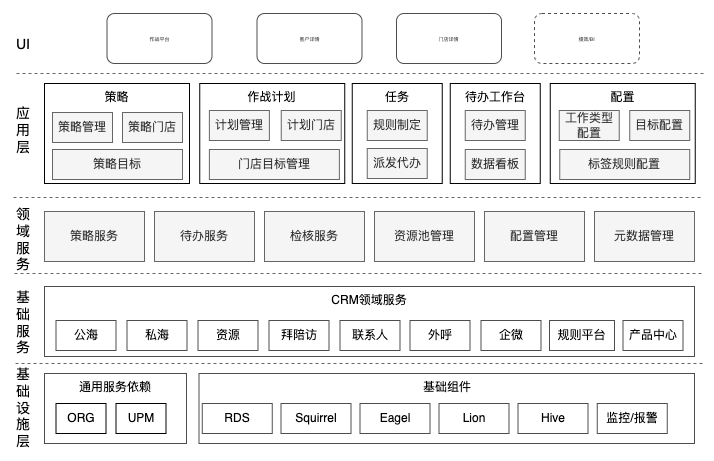 UI
作战平台
客户详情
门店详情
应用层
策略
策略管理
策略门店
策略目标
作战计划
计划管理
计划门店
门店目标管理
任务
规则制定
派发代办
待办工作台
待办管理
数据看板
配置
工作类型
配置
目标配置
标签规则配置
领域服务
策略服务
待办服务
检核服务
资源池管理
配置管理
元数据管理
基础服务
CRM领域服务
公海
私海
资源
拜陪访
联系人
外呼
企微
规则平台
产品中心
基础设施层
通用服务依赖
ORG
UPM
基础组件
RDS
Squirrel
Eagel
Lion
Hive
监控/报警